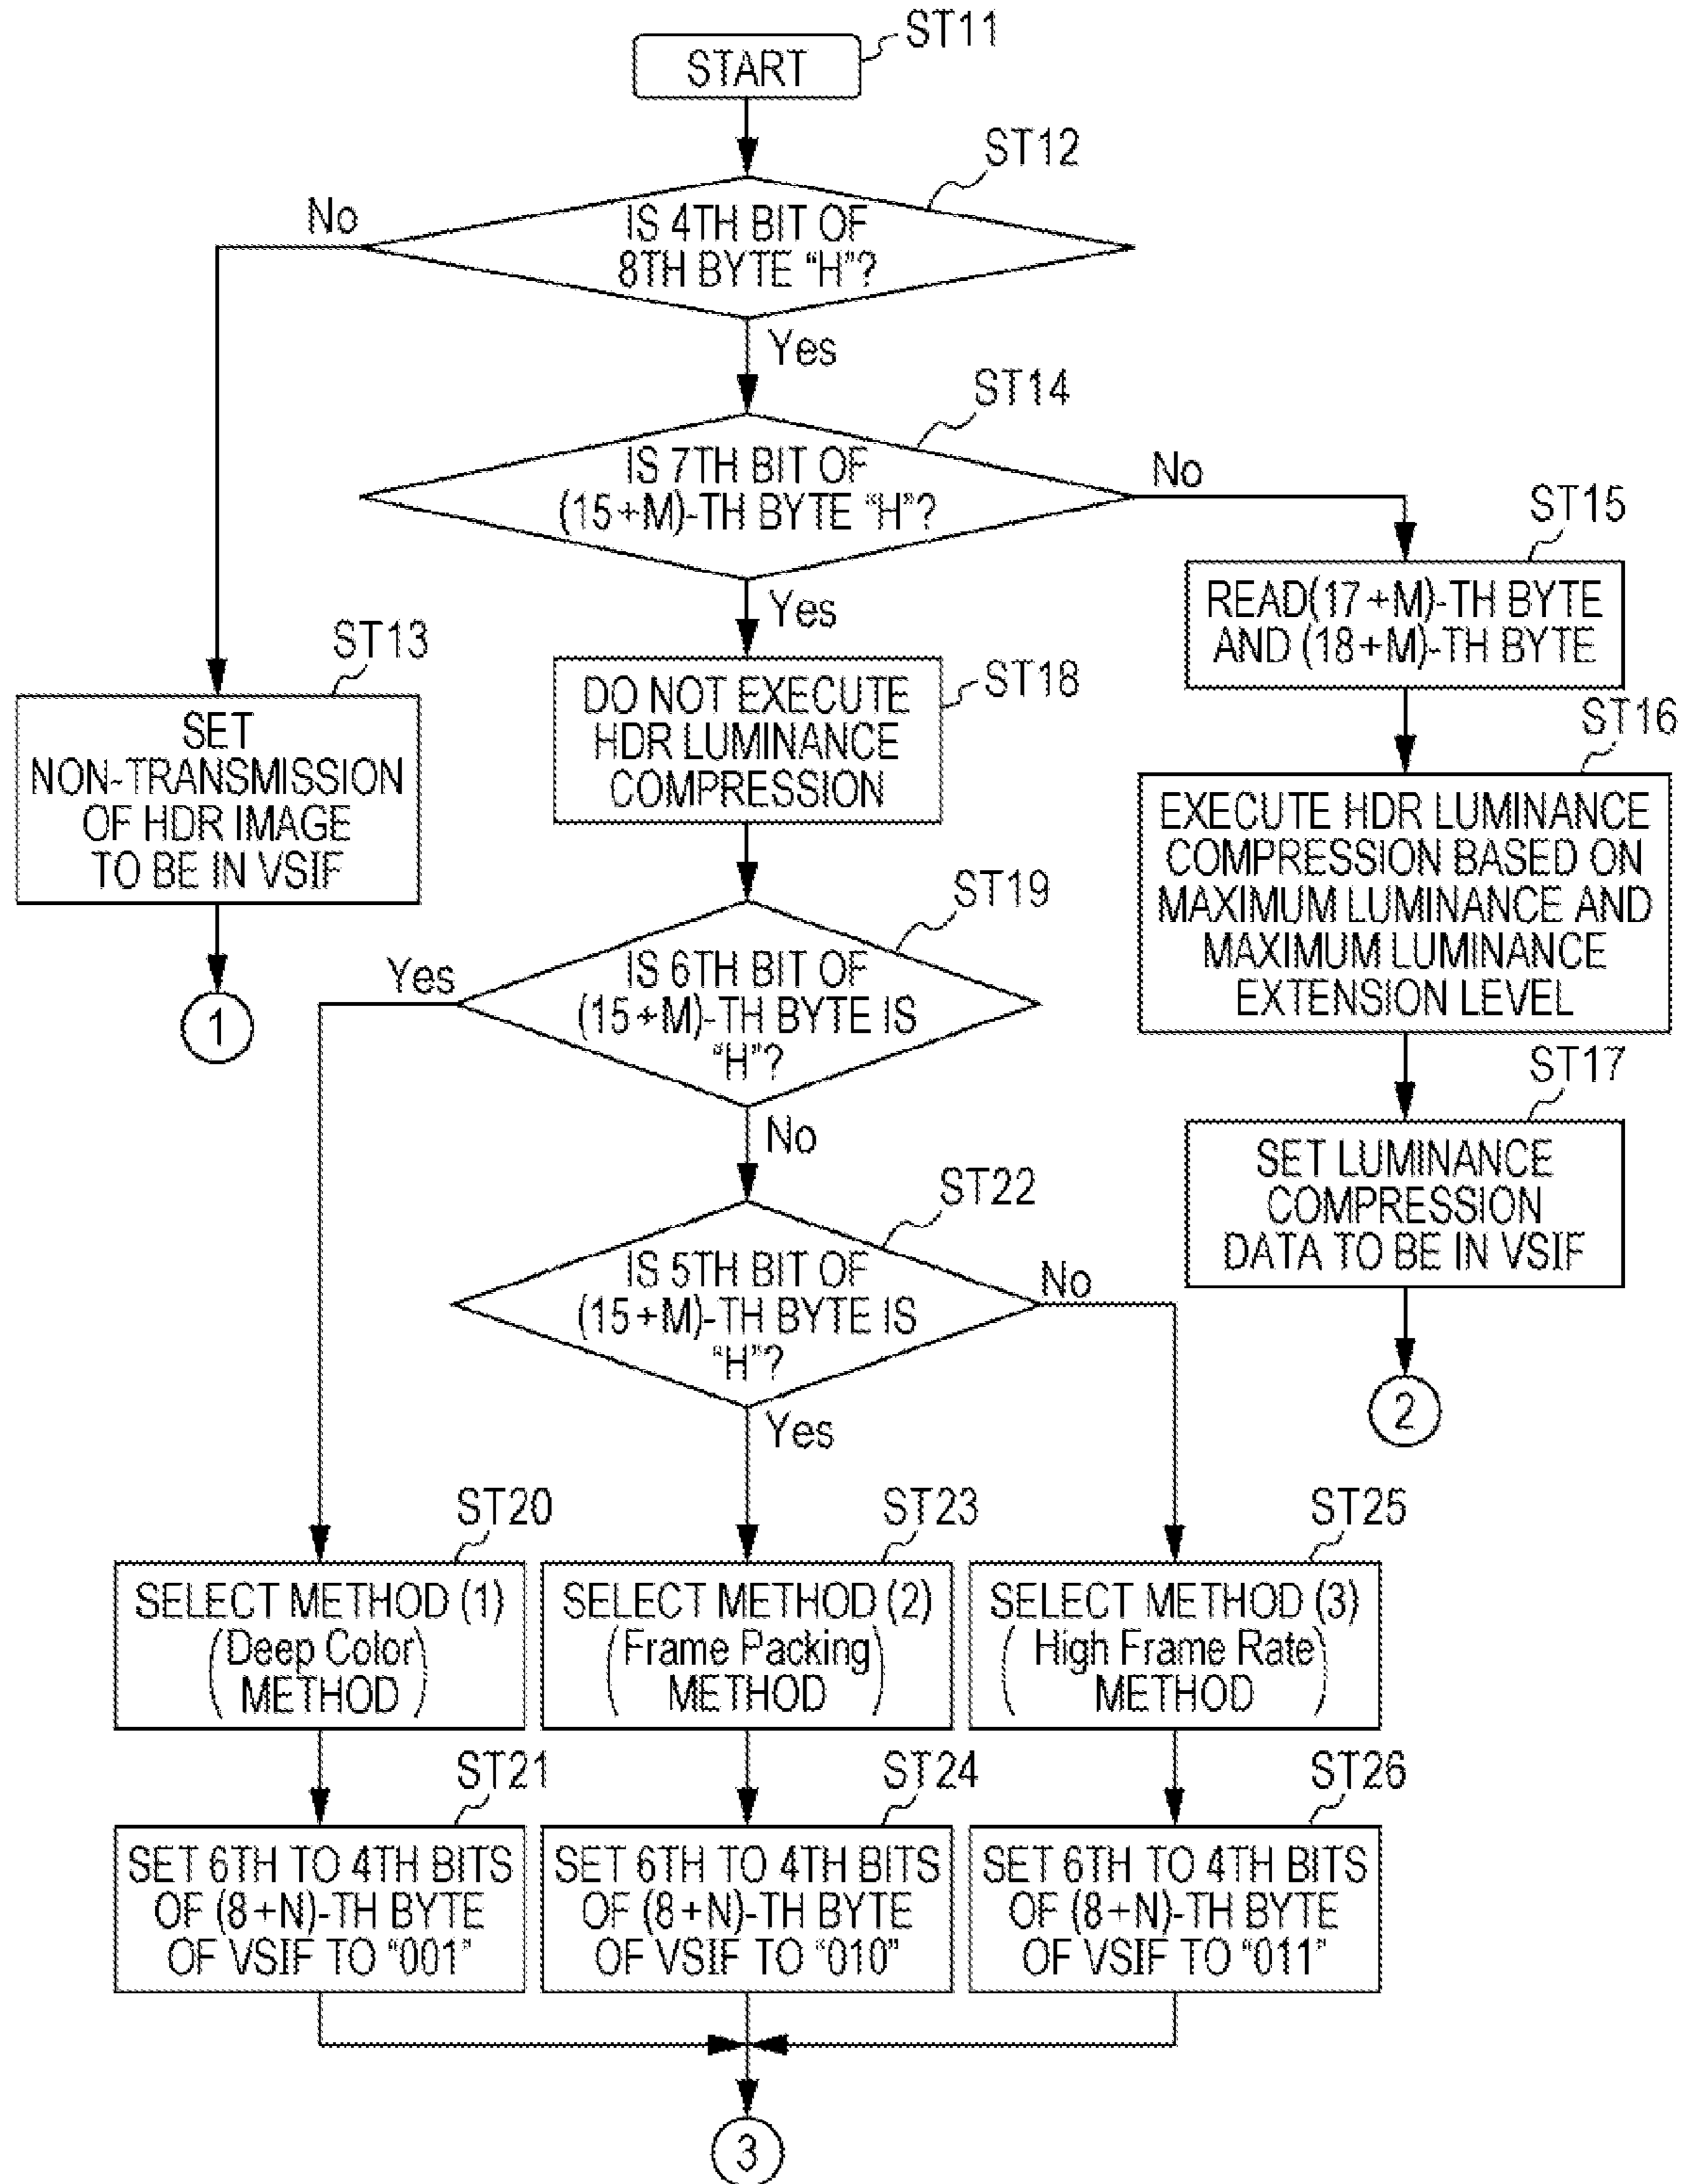 ST11
START
ST12
No
IS 4TH BIT OF
8TH BYTE "H"?
Yes
ST14
IS 7TH BIT OF
(15+M)-TH BYTE "H"?
No
ST15
READ(17+M)-TH BYTE
AND (18+M)-TH BYTE
Yes
ST13
SET
NON-TRANSMISSION
OF HDR IMAGE
TO BE IN VSIF
1
ST18
DO NOT EXECUTE
HDR LUMINANCE
COMPRESSION
ST16
EXECUTE HDR LUMINANCE
COMPRESSION BASED ON
MAXIMUM LUMINANCE AND
MAXIMUM LUMINANCE
EXTENSION LEVEL
ST19
Yes
IS 6TH BIT OF
(15+M)-TH BYTE IS
"H"?
No
ST17
SET LUMINANCE
COMPRESSION
DATA TO BE IN VSIF
2
ST22
IS 5TH BIT OF
(15+M)-TH BYTE IS
"H"?
No
Yes
ST20
SELECT METHOD (1)
(Deep Color
METHOD)
ST23
SELECT METHOD (2)
(Frame Packing
METHOD)
ST25
SELECT METHOD (3)
(High Frame Rate
METHOD)
ST21
SET 6TH TO 4TH BITS
OF (8+N)-TH BYTE
OF VSIF TO "001"
ST24
SET 6TH TO 4TH BITS
OF (8+N)-TH BYTE
OF VSIF TO "010"
ST26
SET 6TH TO 4TH BITS
OF (8+N)-TH BYTE
OF VSIF TO "011"
3